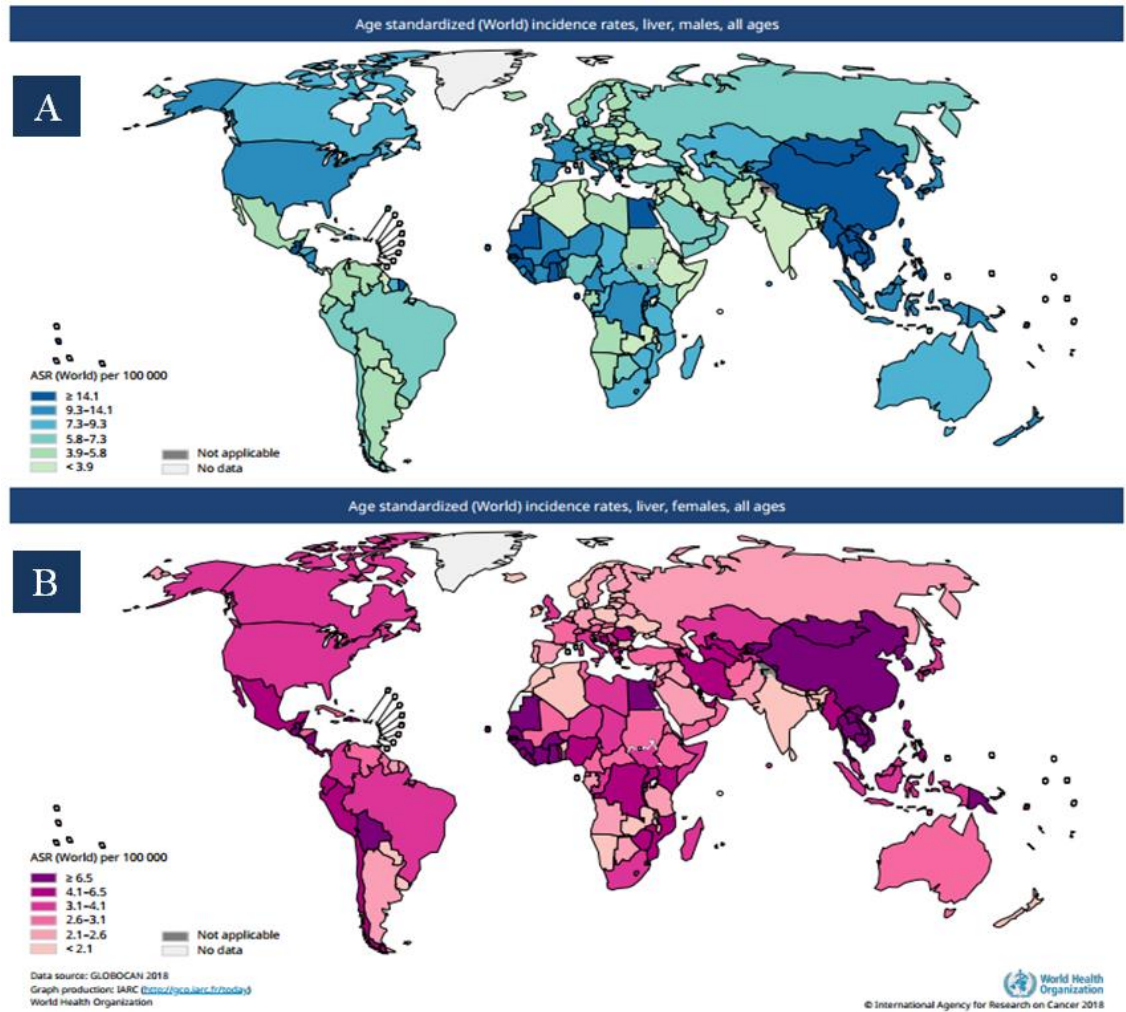 Age standardized (World) incidence rates, liver, males, all ages
A
ASR (World) per 100 000
≥ 14.1
9.3–14.1
7.3–9.3
5.8–7.3
3.9–5.8
< 3.9
Not applicable
No data
Age standardized (World) incidence rates, liver, females, all ages
B
ASR (World) per 100 000
≥ 6.5
4.1–6.5
3.1–4.1
2.6–3.1
2.1–2.6
< 2.1
Not applicable
No data
Data source: GLOBOCAN 2018
Graph production: IARC (http://gco.iarc.fr/today)
World Health Organization
World Health
Organization
© International Agency for Research on Cancer 2018